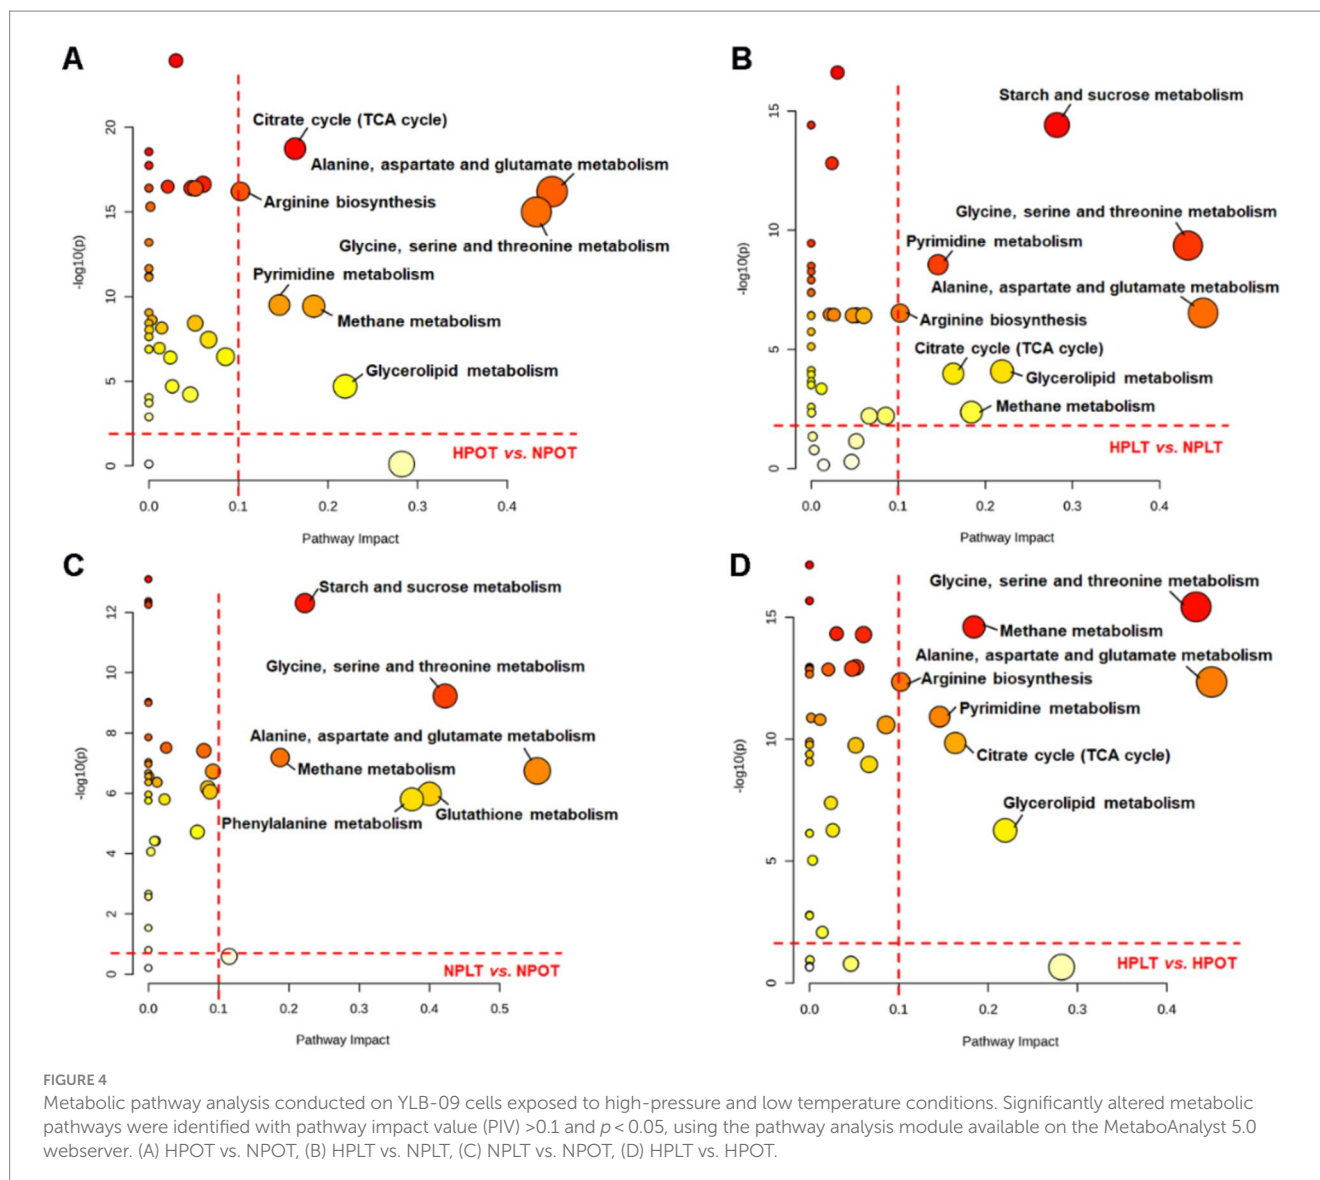 A
-log10(p)
20
15
10
5
0
Citrate cycle (TCA cycle)
Alanine, aspartate and glutamate metabolism
Arginine biosynthesis
Glycine, serine and threonine metabolism
Pyrimidine metabolism
Methane metabolism
Glycerolipid metabolism
HPOT vs. NPOT
0.0 0.1 0.2 0.3 0.4
Pathway Impact
B
-log10(p)
15
10
5
0
Starch and sucrose metabolism
Glycine, serine and threonine metabolism
Pyrimidine metabolism
Alanine, aspartate and glutamate metabolism
Arginine biosynthesis
Citrate cycle (TCA cycle)
Glycerolipid metabolism
Methane metabolism
HPLT vs. NPLT
0.0 0.1 0.2 0.3 0.4
Pathway Impact
C
-log10(p)
12
10
8
6
4
2
0
Starch and sucrose metabolism
Glycine, serine and threonine metabolism
Alanine, aspartate and glutamate metabolism
Methane metabolism
Glutathione metabolism
Phenylalanine metabolism
NPLT vs. NPOT
0.0 0.1 0.2 0.3 0.4 0.5
Pathway Impact
D
-log10(p)
15
10
5
0
Glycine, serine and threonine metabolism
Methane metabolism
Alanine, aspartate and glutamate metabolism
Arginine biosynthesis
Pyrimidine metabolism
Citrate cycle (TCA cycle)
Glycerolipid metabolism
HPLT vs. HPOT
0.0 0.1 0.2 0.3 0.4
Pathway Impact
FIGURE 4
Metabolic pathway analysis conducted on YLB-09 cells exposed to high-pressure and low temperature conditions. Significantly altered metabolic
pathways were identified with pathway impact value (PIV) >0.1 and p < 0.05, using the pathway analysis module available on the MetaboAnalyst 5.0
webserver. (A) HPOT vs. NPOT, (B) HPLT vs. NPLT, (C) NPLT vs. NPOT, (D) HPLT vs. HPOT.